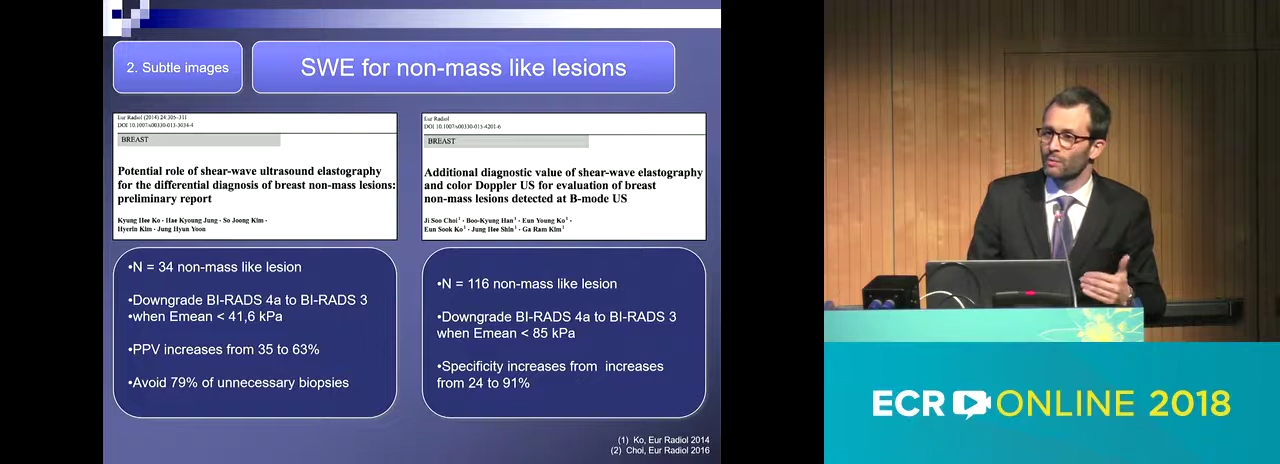 2. Subtle images
SWE for non-mass like lesions
Eur Radiol (2014) 24:305–311
DOI 10.1007/s00330-013-3034-4
BREAST
Potential role of shear-wave ultrasound elastography
for the differential diagnosis of breast non-mass lesions:
preliminary report
Kyung Hee Ko · Hae Kyoung Jung · So Joong Kim ·
Hyerin Kim · Jung Hyun Yoon
•N = 34 non-mass like lesion
•Downgrade BI-RADS 4a to BI-RADS 3
•when Emean < 41,6 kPa
•PPV increases from 35 to 63%
•Avoid 79% of unnecessary biopsies
Eur Radiol
DOI 10.1007/s00330-015-4201-6
BREAST
Additional diagnostic value of shear-wave elastography
and color Doppler US for evaluation of breast
non-mass lesions detected at B-mode US
Ji Soo Choi¹ · Boo-Kyung Han¹ · Eun Young Ko¹ ·
Eun Sook Ko¹ · Jung Hee Shin¹ · Ga Ram Kim¹
•N = 116 non-mass like lesion
•Downgrade BI-RADS 4a to BI-RADS 3
when Emean < 85 kPa
•Specificity increases from increases
from 24 to 91%
(1) Ko, Eur Radiol 2014
(2) Choi, Eur Radiol 2016
ECR ONLINE 2018